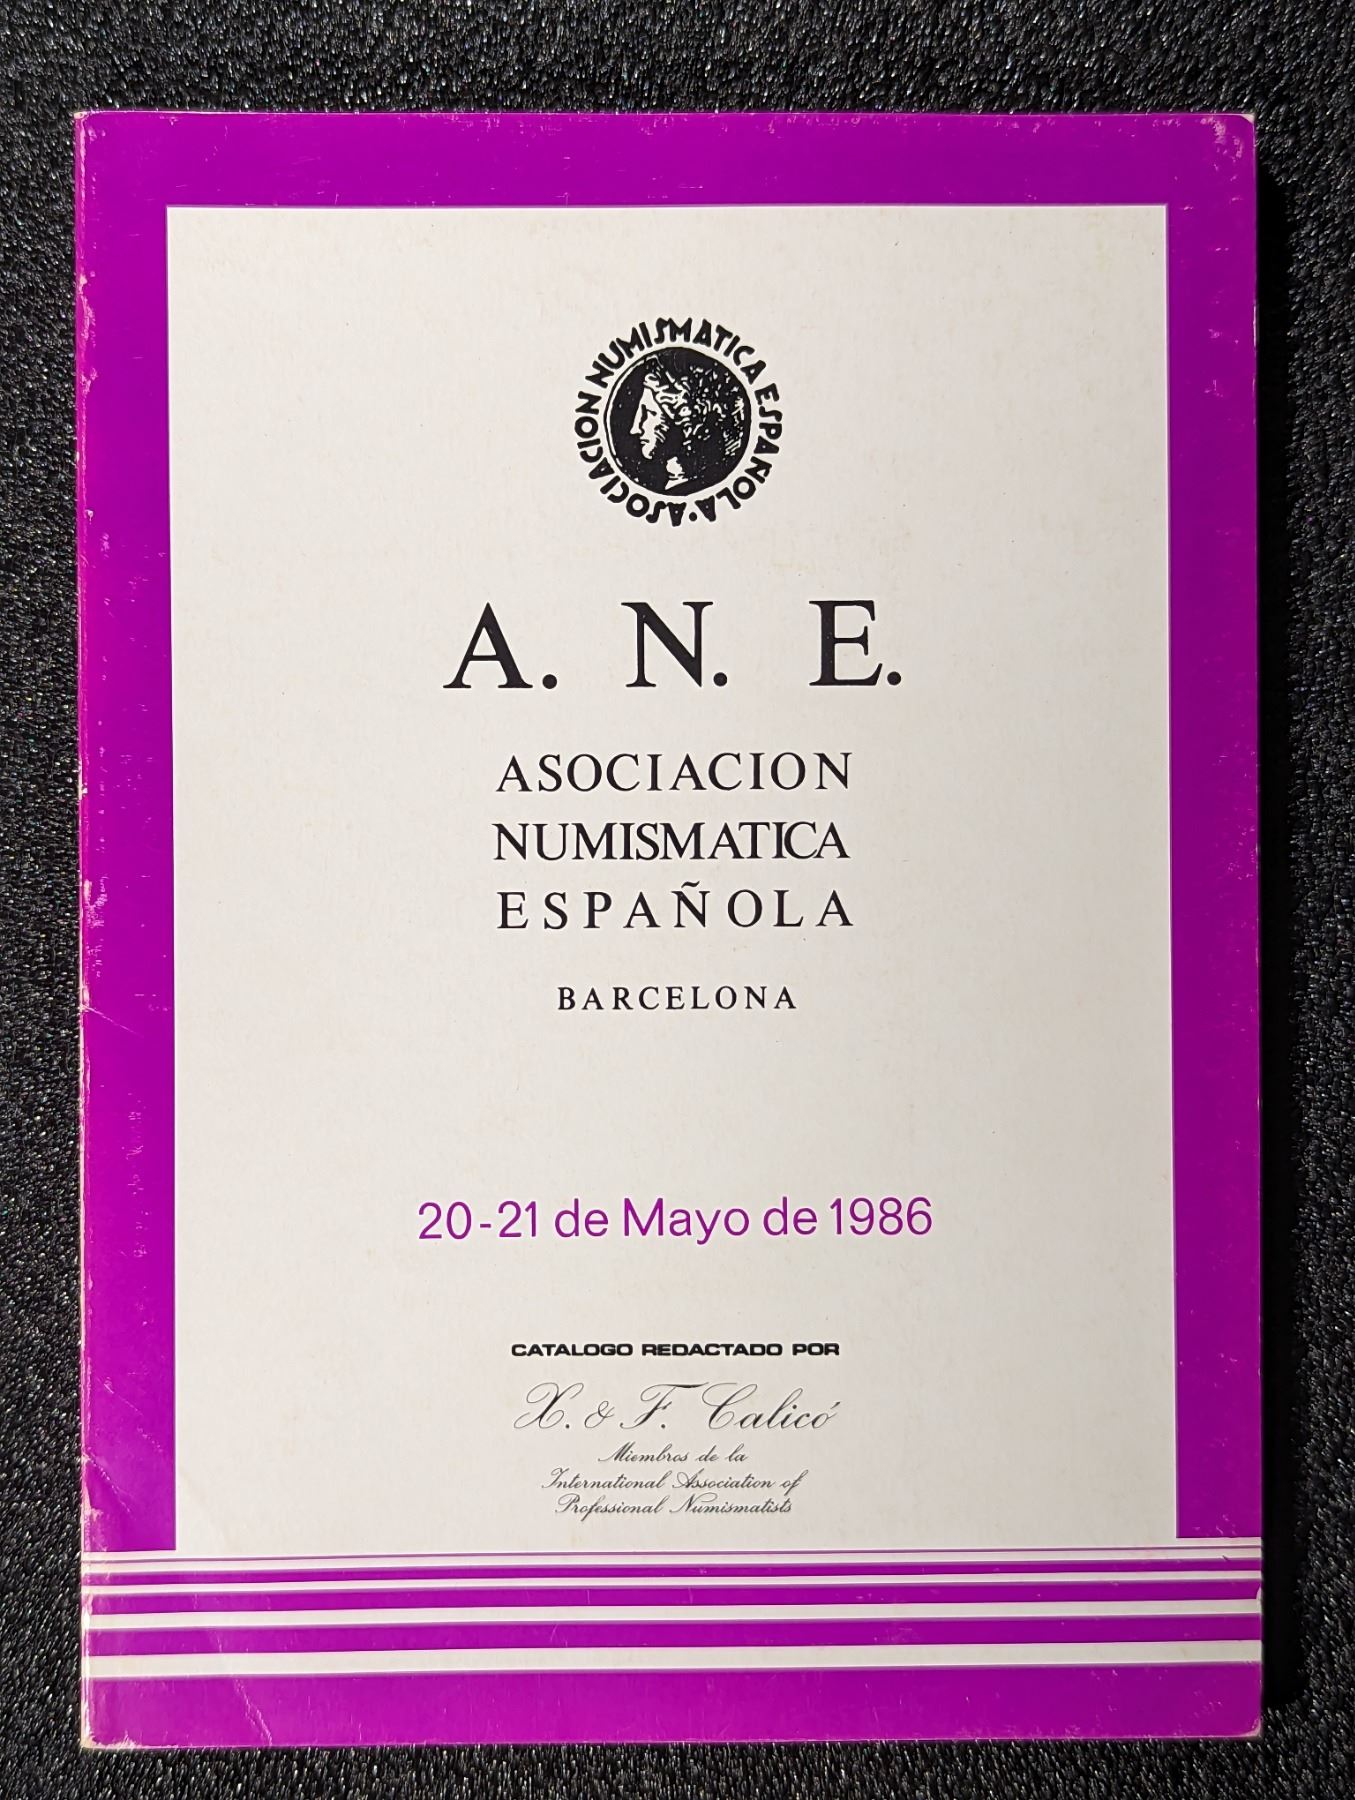 ASOCIACION NUMISMATICA ESPAÑOLA·
A. N. E.
ASOCIACION
NUMISMATICA
ESPAÑOLA
BARCELONA
20-21 de Mayo de 1986
CATALOGO REDACTADO POR
X. & F. Calicó
Miembros de la
International Association of
Professional Numismatists